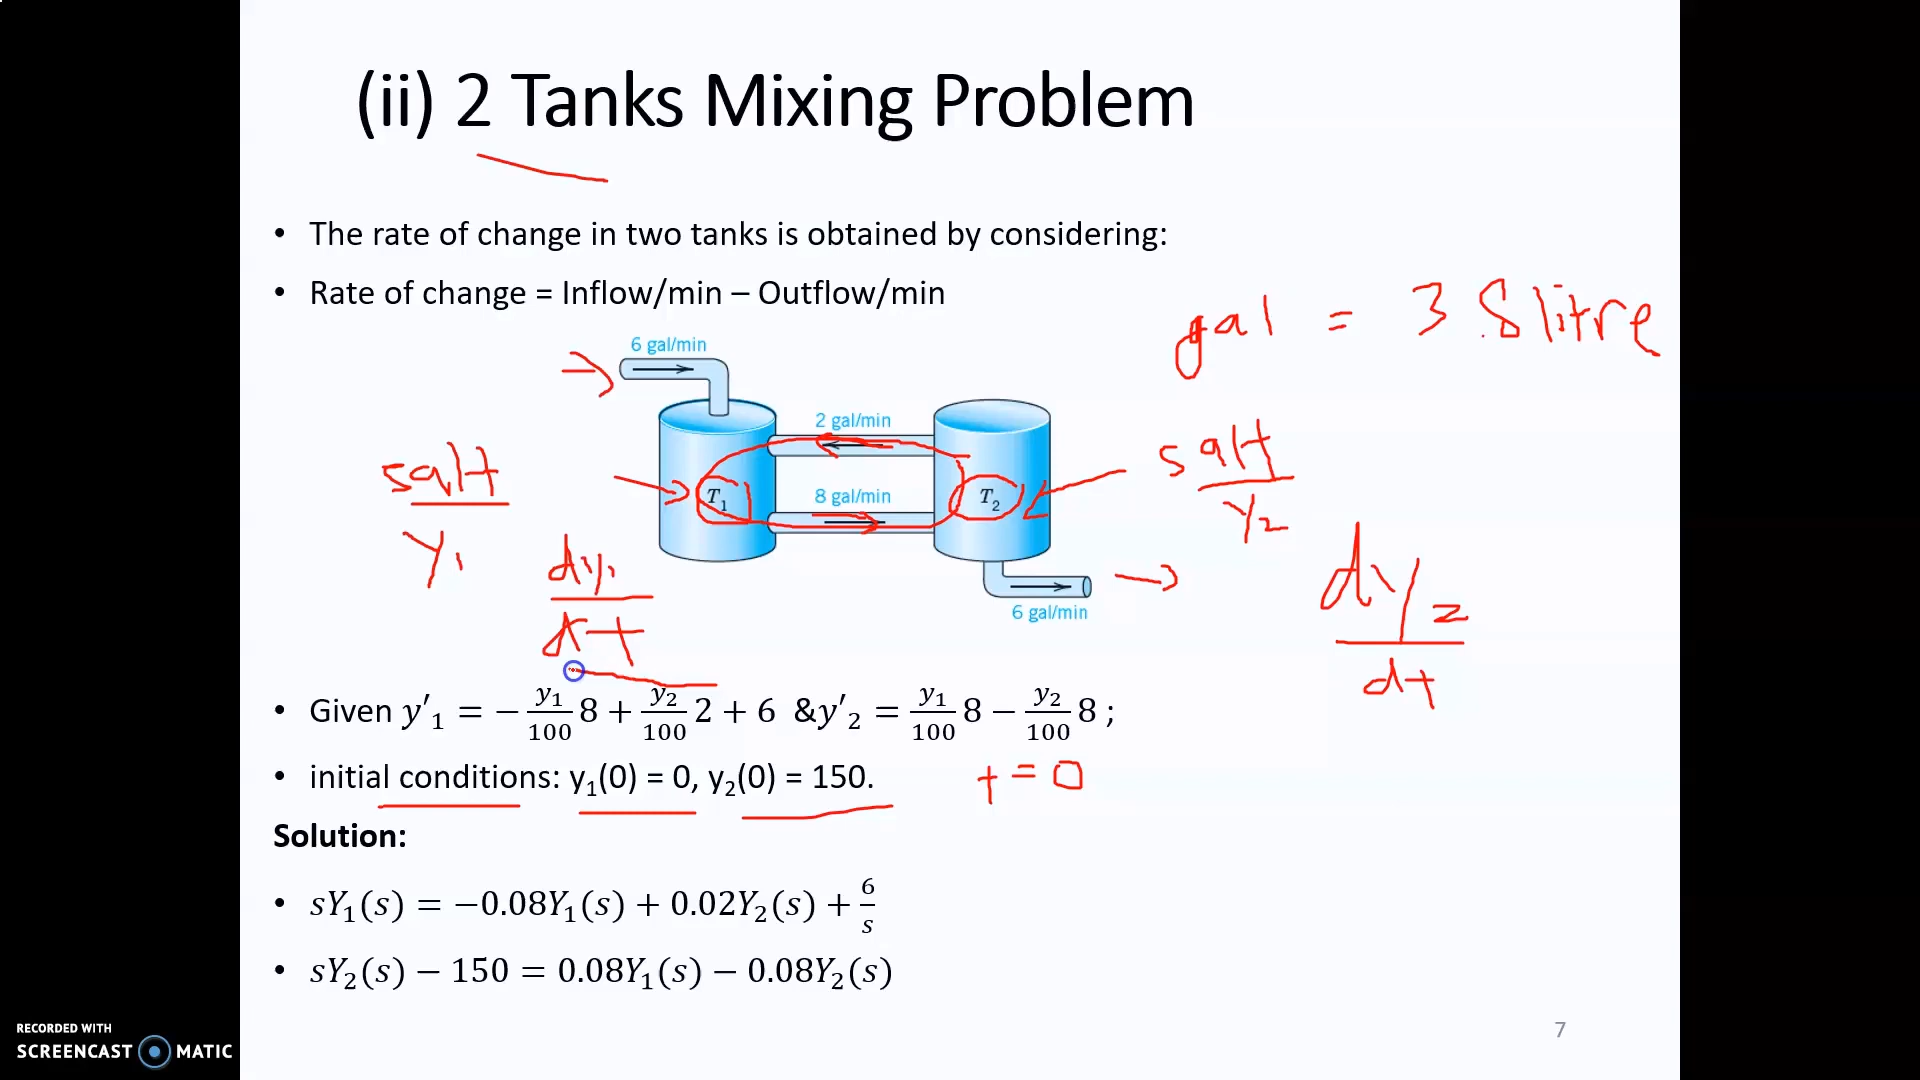 (ii) 2 Tanks Mixing Problem
• The rate of change in two tanks is obtained by considering:
• Rate of change = Inflow/min – Outflow/min
gal = 3.8 litre
6 gal/min
2 gal/min
salt
y₁
T₁
8 gal/min
T₂
salt
y₂
dy₁
dt
dy₂
dt
6 gal/min
• Given y′₁ = −y₁/100 8 + y₂/100 2 + 6 &y′₂ = y₁/100 8 − y₂/100 8 ;
• initial conditions: y₁(0) = 0, y₂(0) = 150.
t = 0
Solution:
• sY₁(s) = −0.08Y₁(s) + 0.02Y₂(s) + 6/s
• sY₂(s) − 150 = 0.08Y₁(s) − 0.08Y₂(s)
7
RECORDED WITH
SCREENCAST MATIC